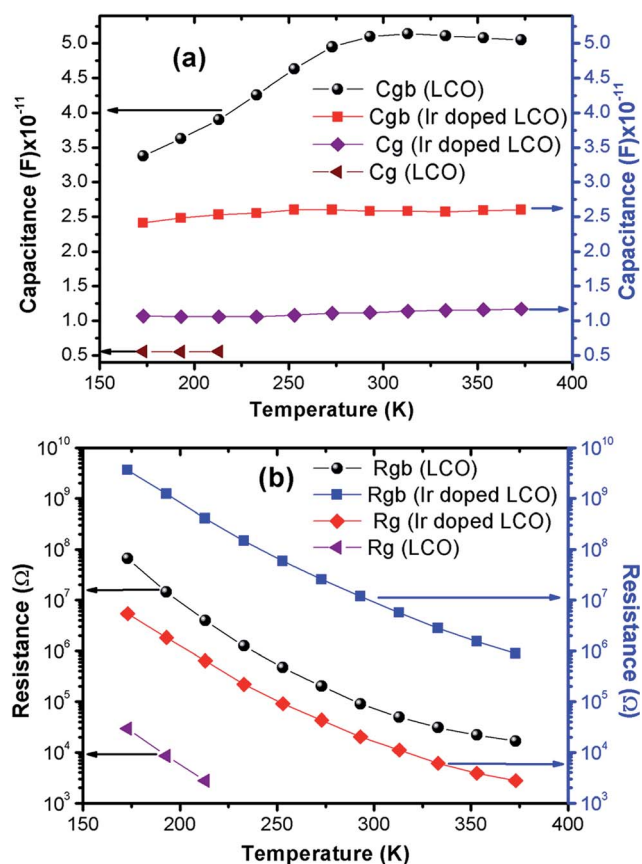 (a)
Cgb (LCO)
Cgb (Ir doped LCO)
Cg (Ir doped LCO)
Cg (LCO)
Capacitance (F)x10⁻¹¹
5.0
4.5
4.0
3.5
3.0
2.5
2.0
1.5
1.0
0.5
Capacitance (F)x10⁻¹¹
5.0
4.5
4.0
3.5
3.0
2.5
2.0
1.5
1.0
0.5
150 200 250 300 350 400
Temperature (K)
(b)
Rgb (LCO)
Rgb (Ir doped LCO)
Rg (Ir doped LCO)
Rg (LCO)
Resistance (Ω)
10¹⁰
10⁹
10⁸
10⁷
10⁶
10⁵
10⁴
10³
Resistance (Ω)
10¹⁰
10⁹
10⁸
10⁷
10⁶
10⁵
10⁴
10³
150 200 250 300 350 400
Temperature (K)